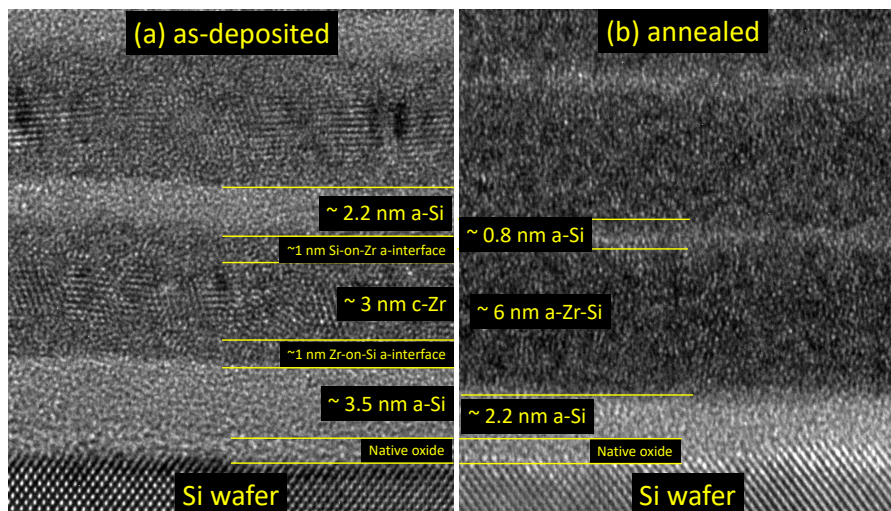 (a) as-deposited
~ 2.2 nm a-Si
~1 nm Si-on-Zr a-interface
~ 3 nm c-Zr
~1 nm Zr-on-Si a-interface
~ 3.5 nm a-Si
Native oxide
Si wafer
(b) annealed
~ 0.8 nm a-Si
~ 6 nm a-Zr-Si
~ 2.2 nm a-Si
Native oxide
Si wafer